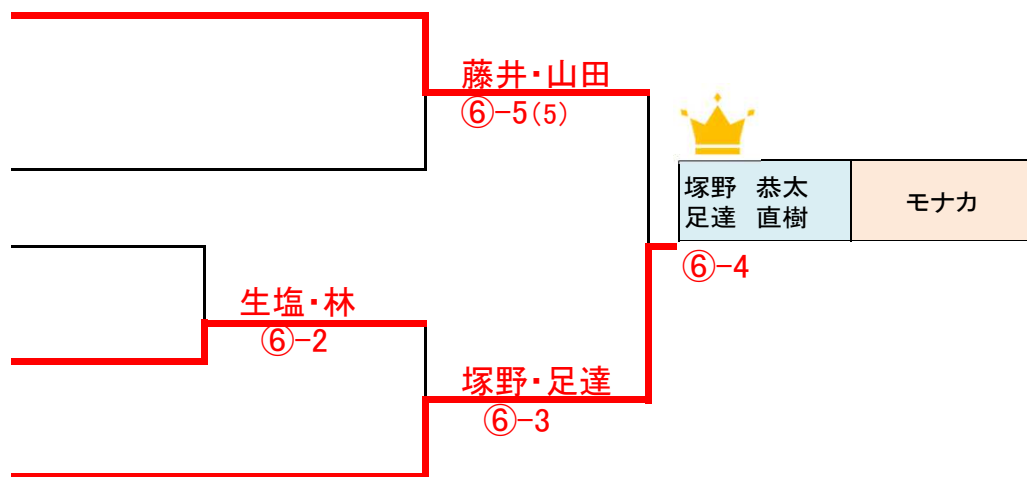 藤井・山田
⑥-5(5)
塚野　恭太
足達　直樹
モナカ
⑥-4
生塩・林
⑥-2
塚野・足達
⑥-3